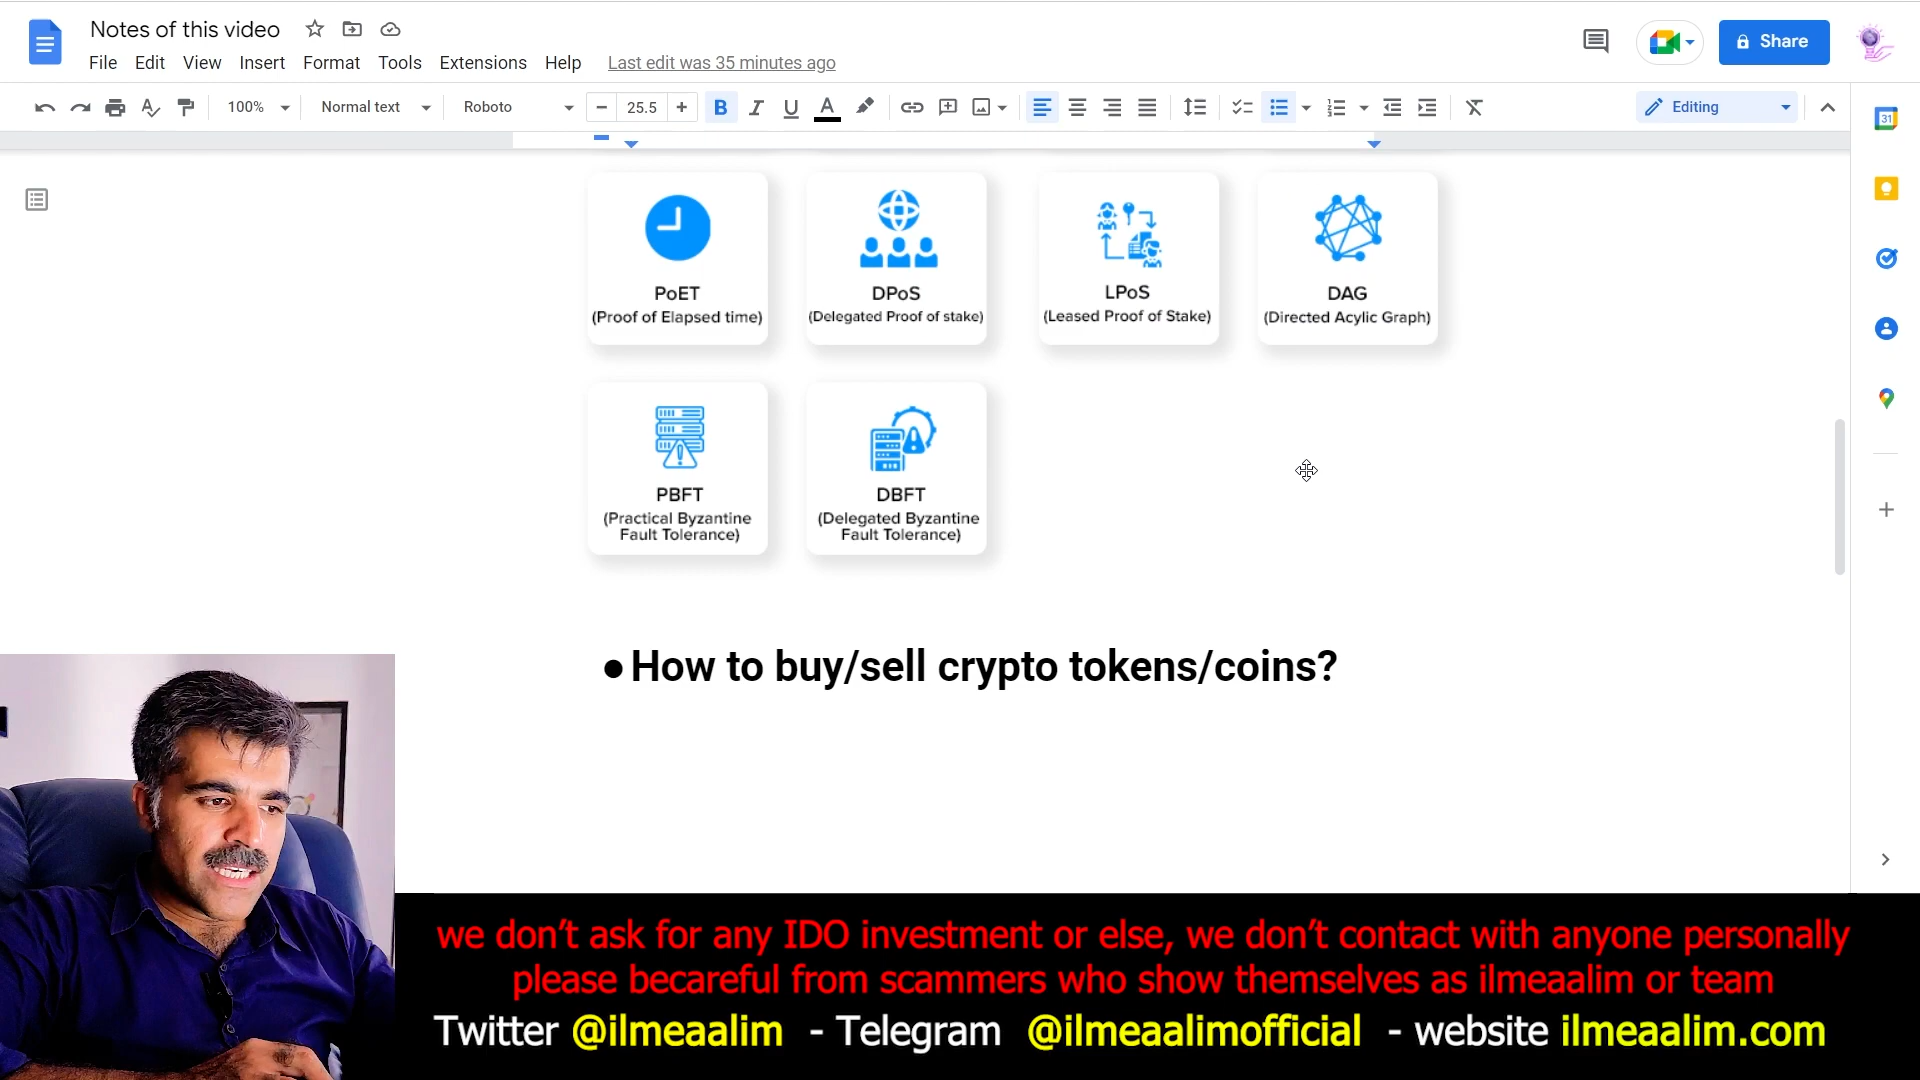 Notes of this video
File Edit View Insert Format Tools Extensions Help Last edit was 35 minutes ago
Share
100% Normal text Roboto 25.5 B I U A Editing
31
PoET
(Proof of Elapsed time)
DPoS
(Delegated Proof of stake)
LPoS
(Leased Proof of Stake)
DAG
(Directed Acylic Graph)
PBFT
(Practical Byzantine
Fault Tolerance)
DBFT
(Delegated Byzantine
Fault Tolerance)
● How to buy/sell crypto tokens/coins?
we don't ask for any IDO investment or else, we don't contact with anyone personally
please becareful from scammers who show themselves as ilmeaalim or team
Twitter @ilmeaalim - Telegram @ilmeaalimofficial - website ilmeaalim.com